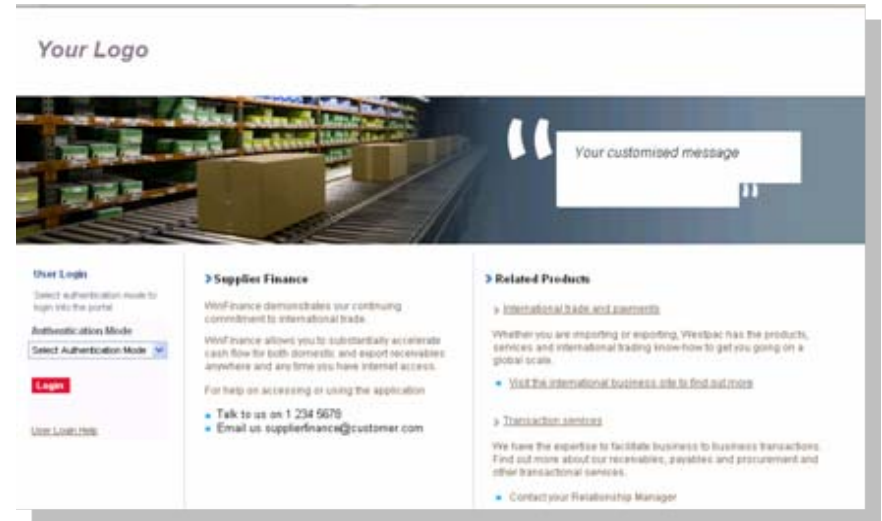 Your Logo
“
Your customised message
”
User Login
Select authentication mode to
login into the portal
Authentication Mode
Select Authentication Mode
Login
User Login Help
Supplier Finance
WinFinance demonstrates our continuing
commitment to international trade.
WinFinance allows you to substantially accelerate
cash flow for both domestic and export receivables
anywhere and any time you have internet access.
For help on accessing or using the application
Talk to us on 1 234 5678
Email us supplierfinance@customer.com
Related Products
International trade and payments
Whether you are importing or exporting, Westpac has the products,
services and international trading know-how to get you going on a
global scale.
Visit the international business site to find out more
Transaction services
We have the expertise to facilitate business to business transactions.
Find out more about our receivables, payables and procurement and
other transactional services.
Contact your Relationship Manager